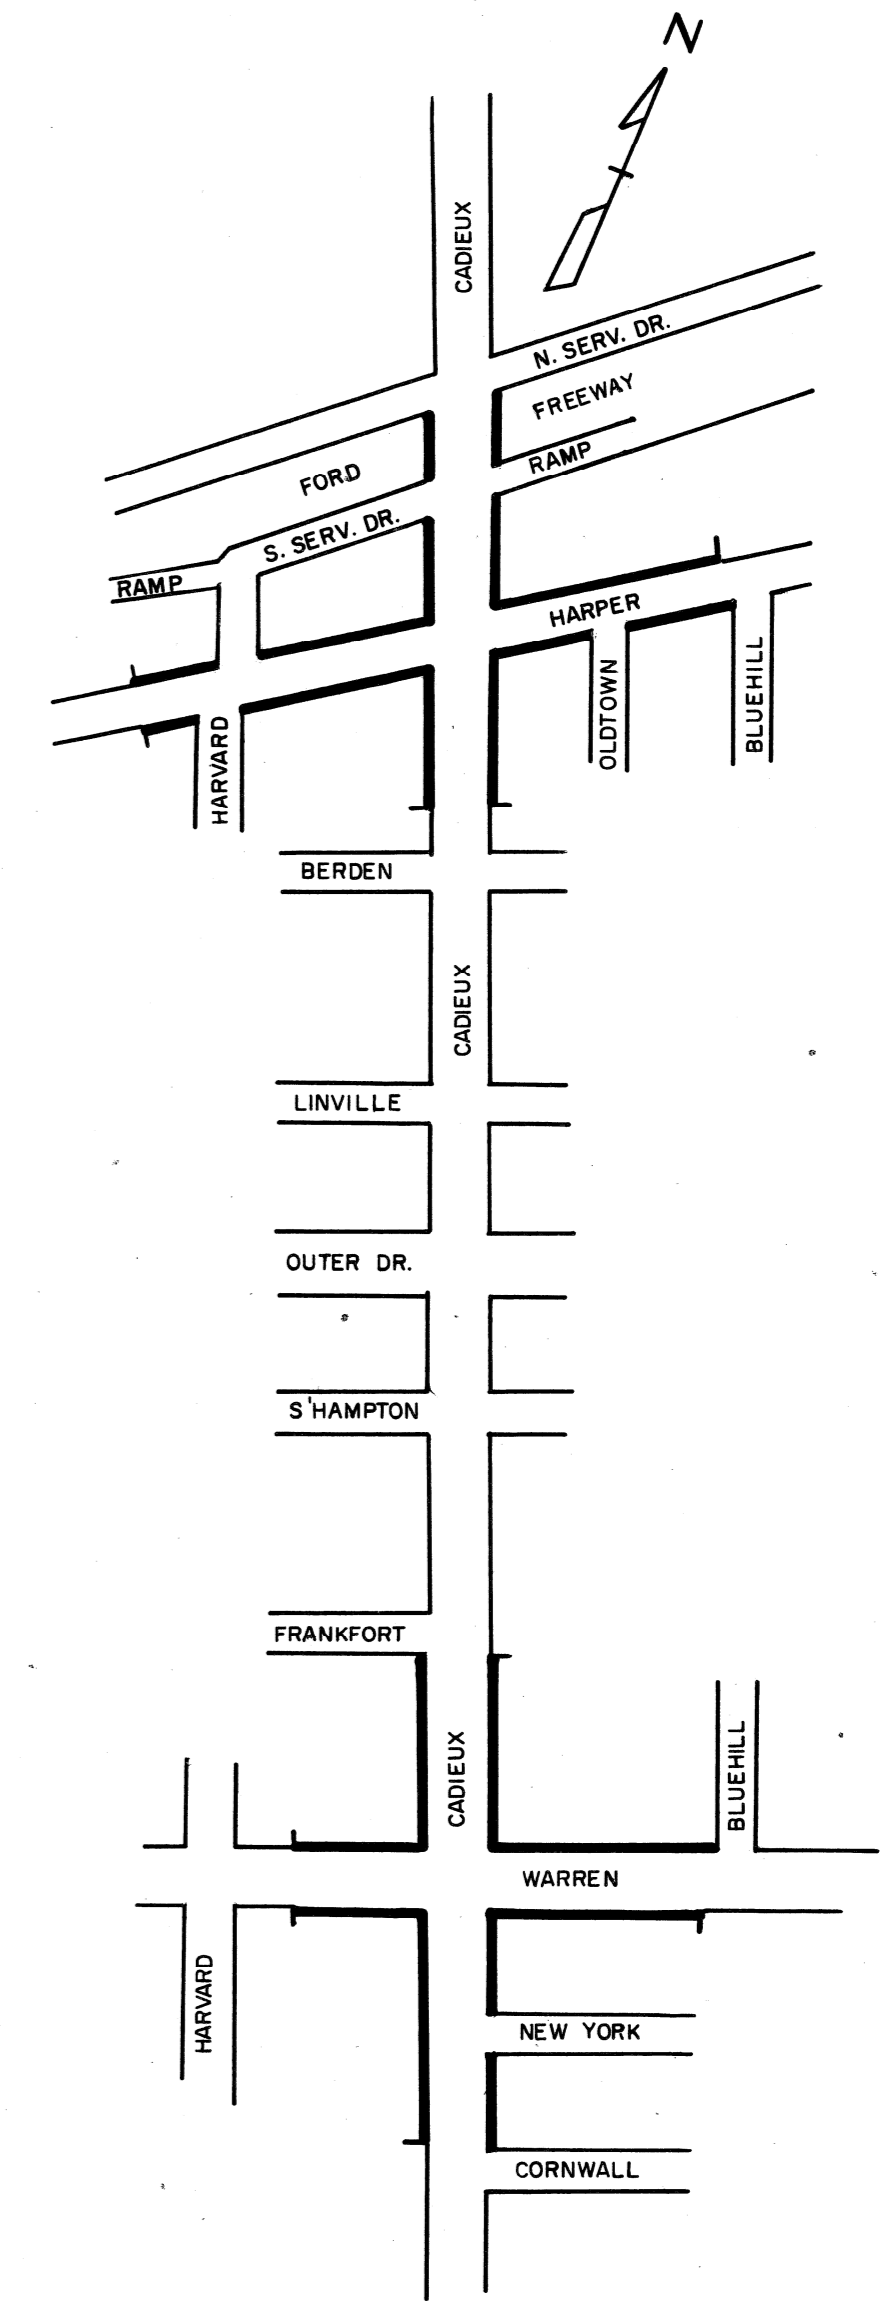 N
CADIEUX
N. SERV. DR.
FREEWAY
FORD
RAMP
S. SERV. DR.
RAMP
HARPER
OLDTOWN
BLUEHILL
HARVARD
BERDEN
CADIEUX
LINVILLE
OUTER DR.
S'HAMPTON
FRANKFORT
CADIEUX
BLUEHILL
WARREN
HARVARD
NEW YORK
CORNWALL